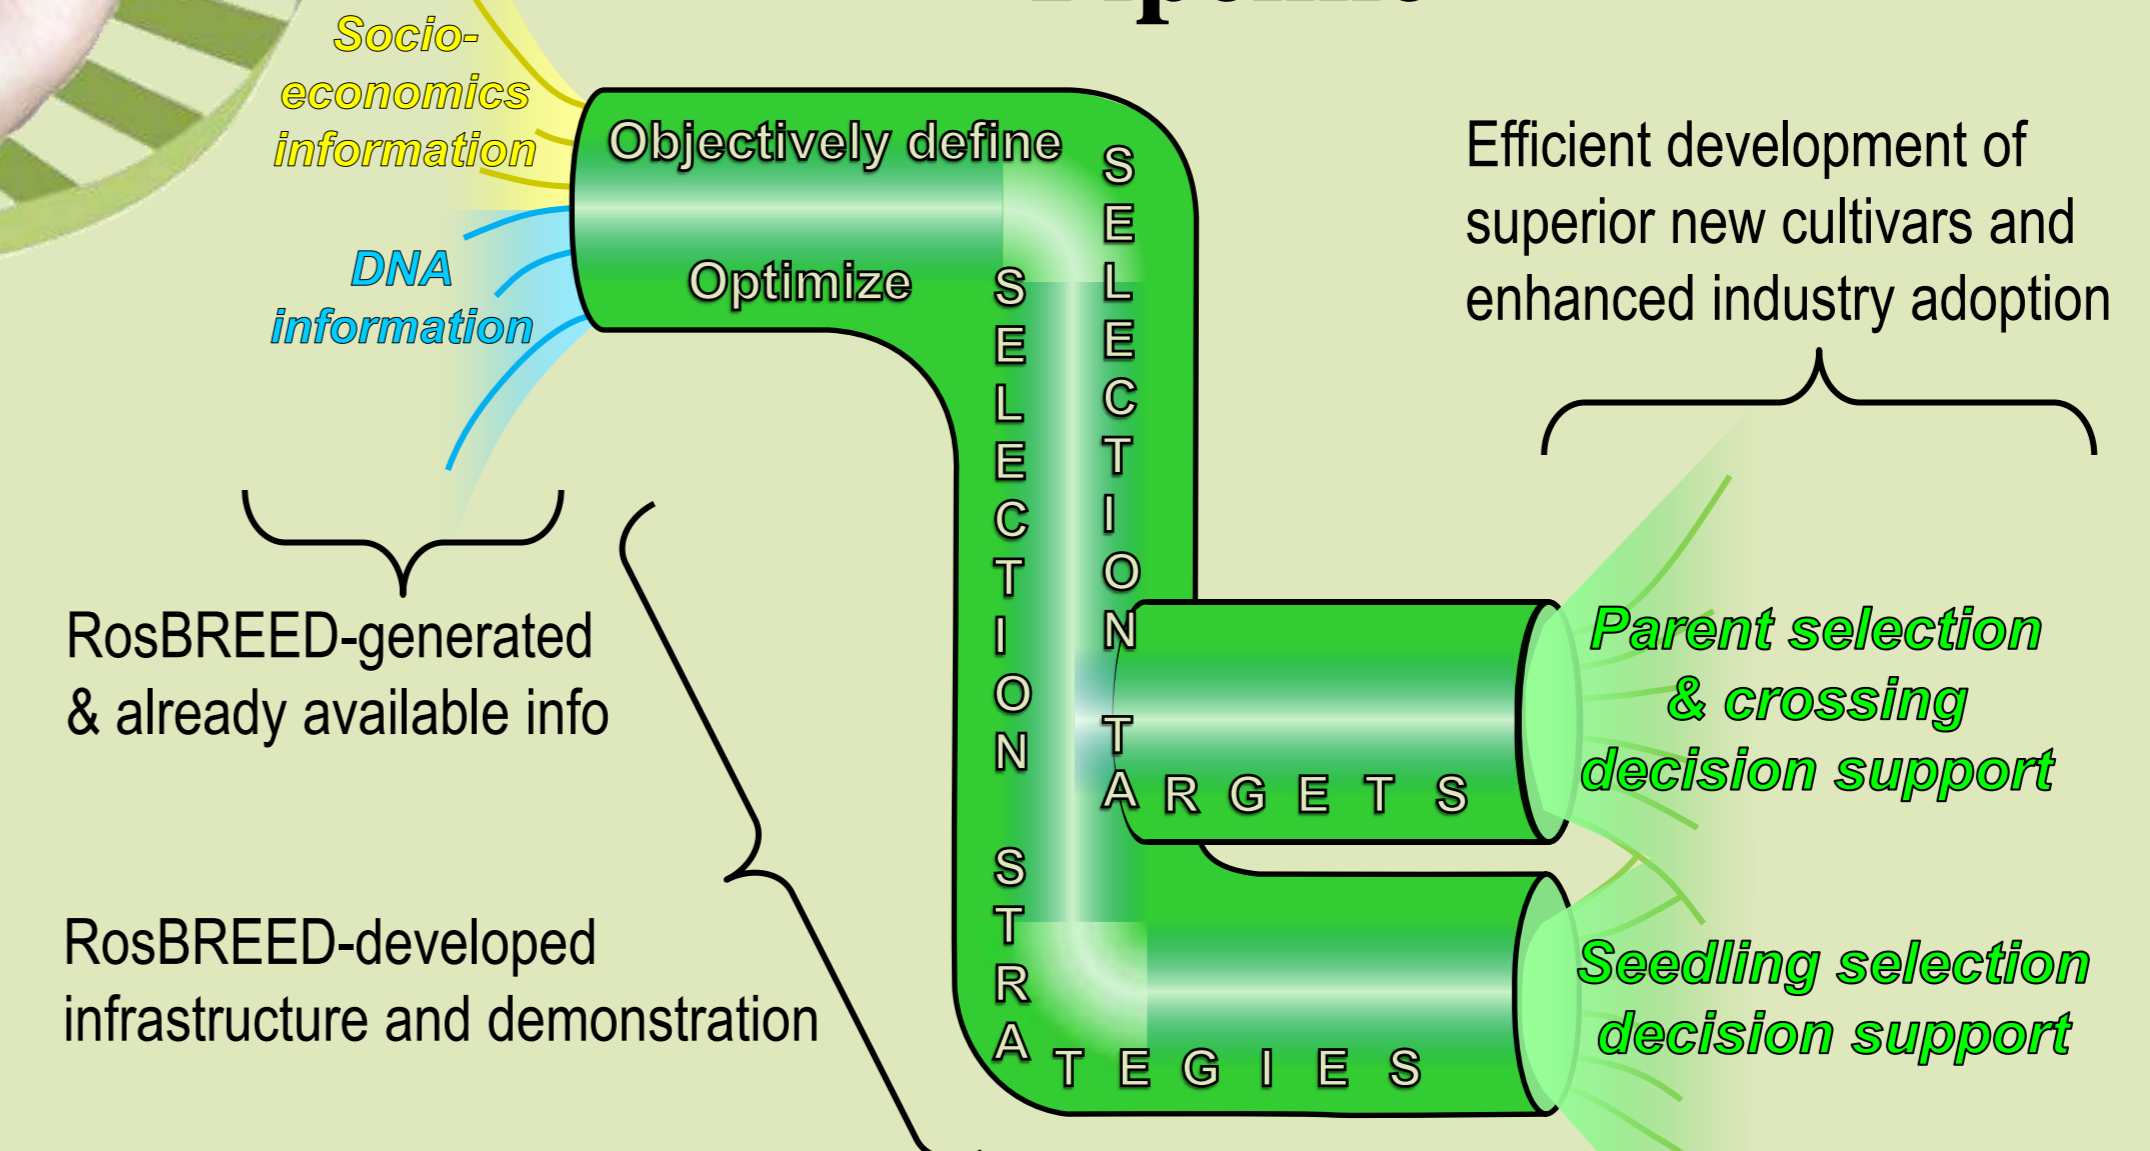 Pipeline
Socio-
economics
information
DNA
information
Objectively define
SELECTION TARGETS
Optimize
SELECTION STRATEGIES
Efficient development of
superior new cultivars and
enhanced industry adoption
RosBREED-generated
& already available info
RosBREED-developed
infrastructure and demonstration
Parent selection
& crossing
decision support
Seedling selection
decision support